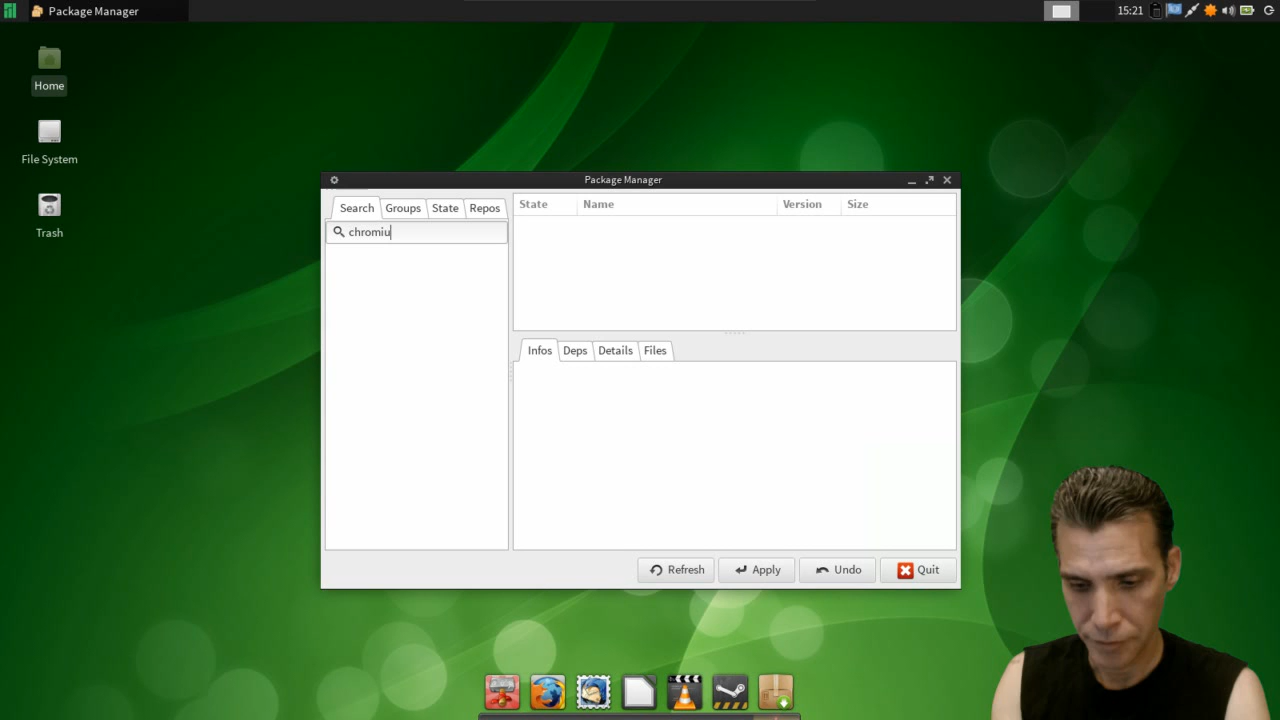 Package Manager
15:21
Home
File System
Trash
Package Manager
Search Groups State Repos
chromiu
State Name Version Size
Infos Deps Details Files
Refresh Apply Undo Quit